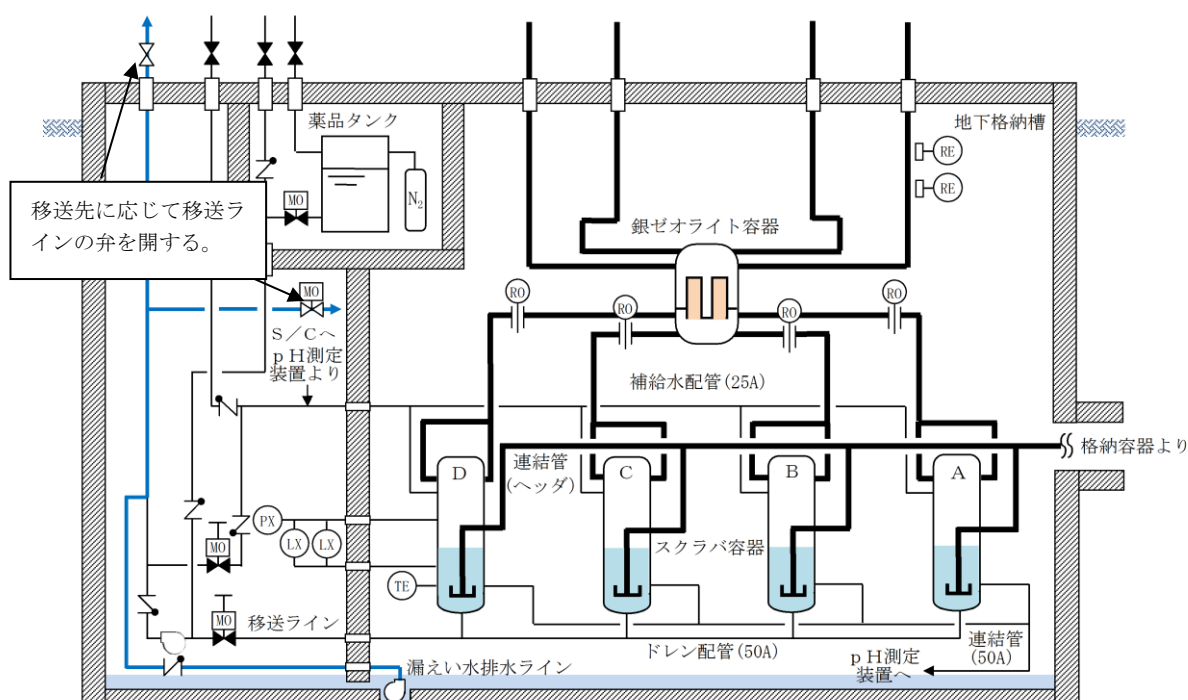 薬品タンク
地下格納槽
RE
RE
MO
N₂
移送先に応じて移送ラ
インの弁を開する。
銀ゼオライト容器
MO
RO
RO
RO
RO
S/Cへ
pH測定
装置より
補給水配管(25A)
格納容器より
D
連結管
(ヘッダ)
C
B
A
PX
LX
LX
MO
スクラバ容器
TE
MO
移送ライン
ドレン配管(50A)
連結管
(50A)
pH測定
装置へ
漏えい水排水ライン